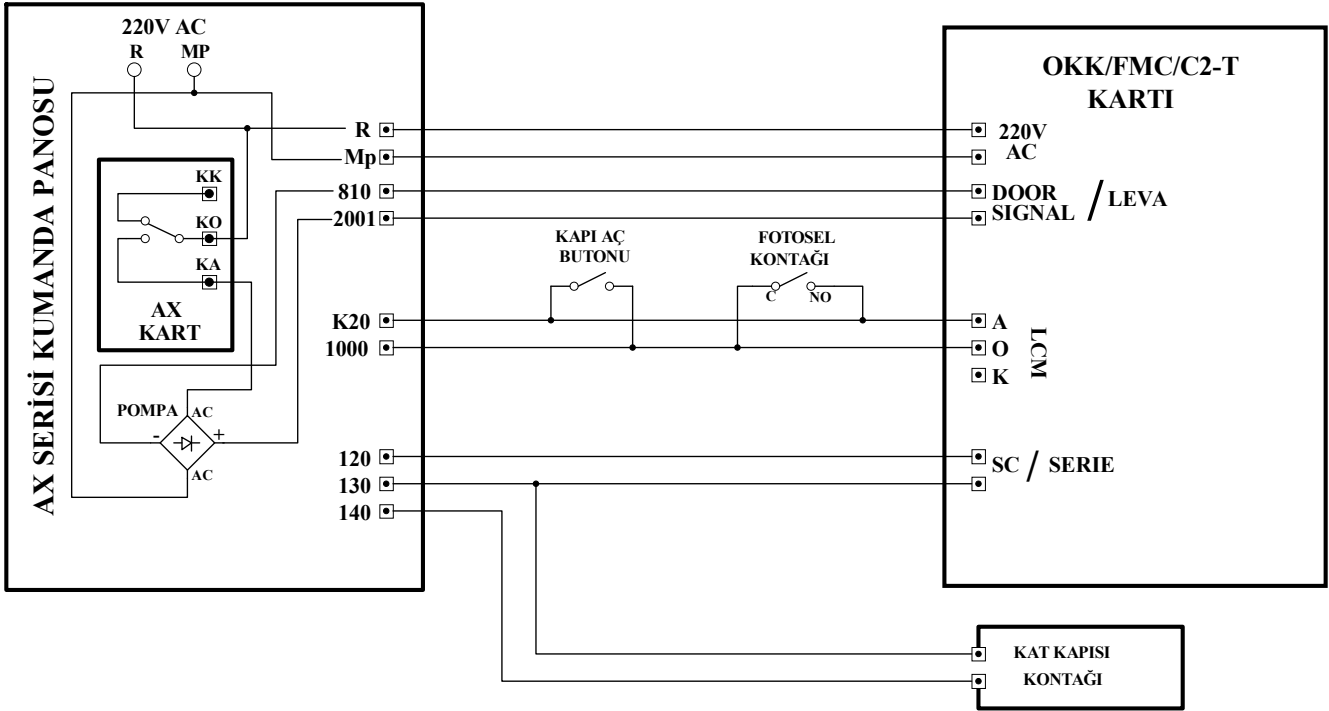 AX SERİSİ KUMANDA PANOSU
220V AC
R MP
R
Mp
810
2001
KK
KO
KA
AX
KART
K20
1000
POMPA
AC
- +
AC
120
130
140
KAPI AÇ
BUTONU
FOTOSEL
KONTAĞI
C NO
OKK/FMC/C2-T
KARTI
220V
AC
DOOR
SIGNAL / LEVA
A
O
K
LCM
SC / SERIE
KAT KAPISI
KONTAĞI